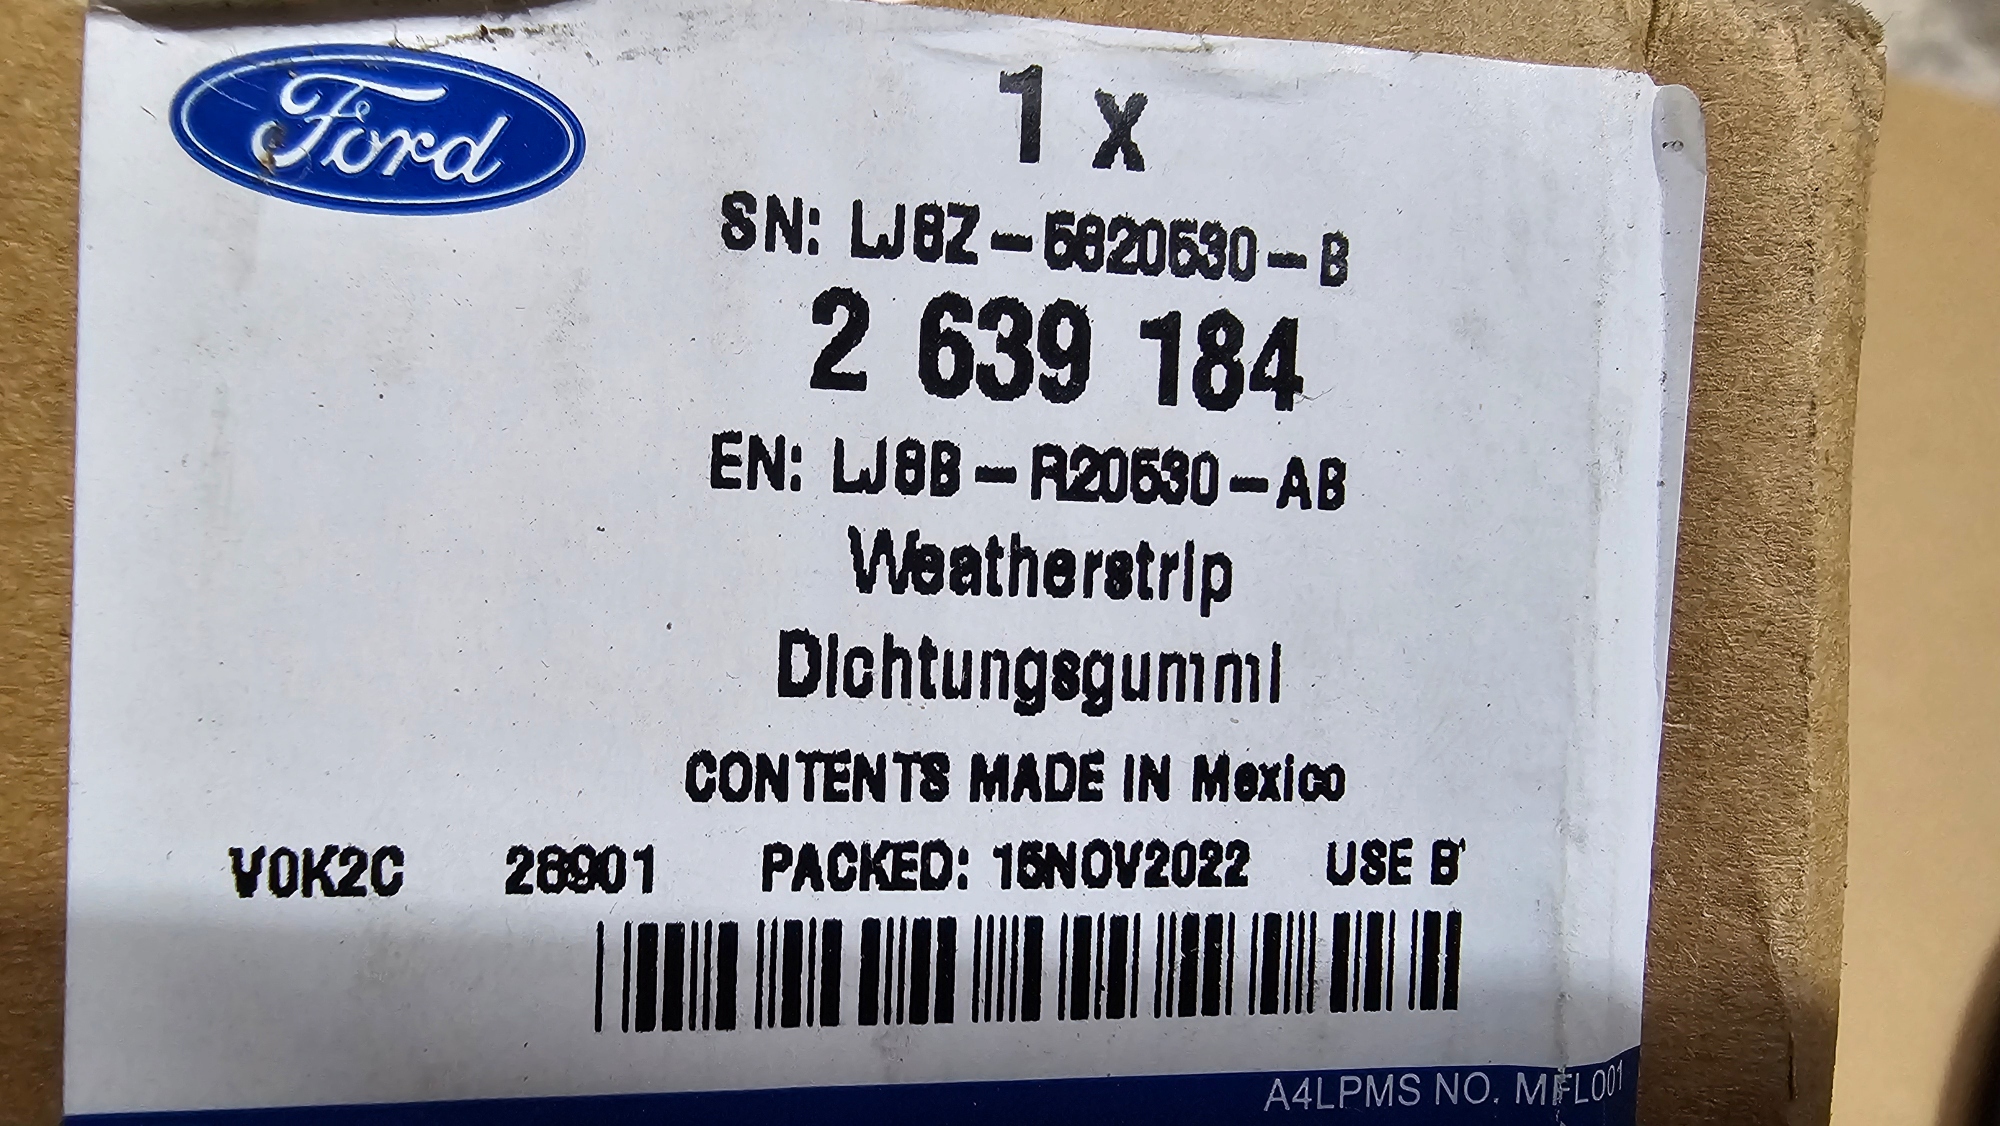 Ford
1 x
SN: LJ8Z-5820530-B
2 639 184
EN: LJ8B-R20530-AB
Weatherstrip
Dichtungsgummi
CONTENTS MADE IN Mexico
V0K2C 28901 PACKED: 15NOV2022 USE B
A4LPMS NO. MFL001